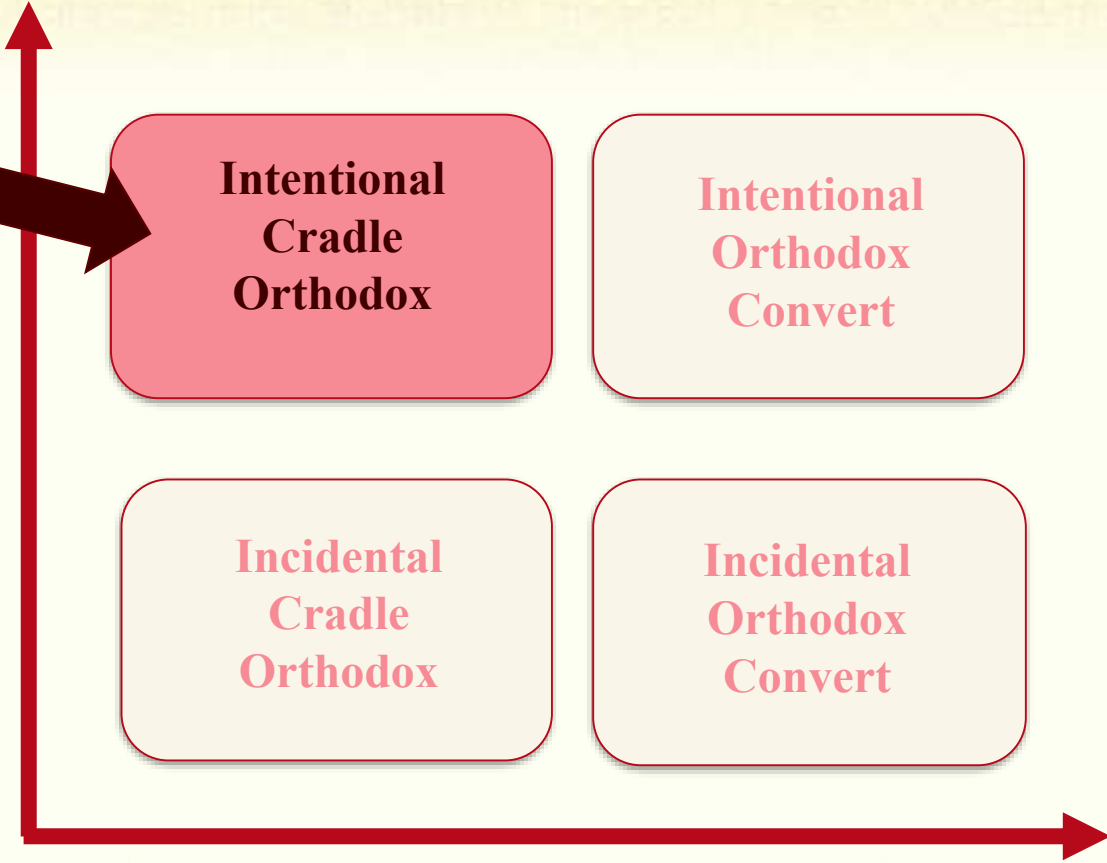 Intentional
Cradle
Orthodox
Intentional
Orthodox
Convert
Incidental
Cradle
Orthodox
Incidental
Orthodox
Convert